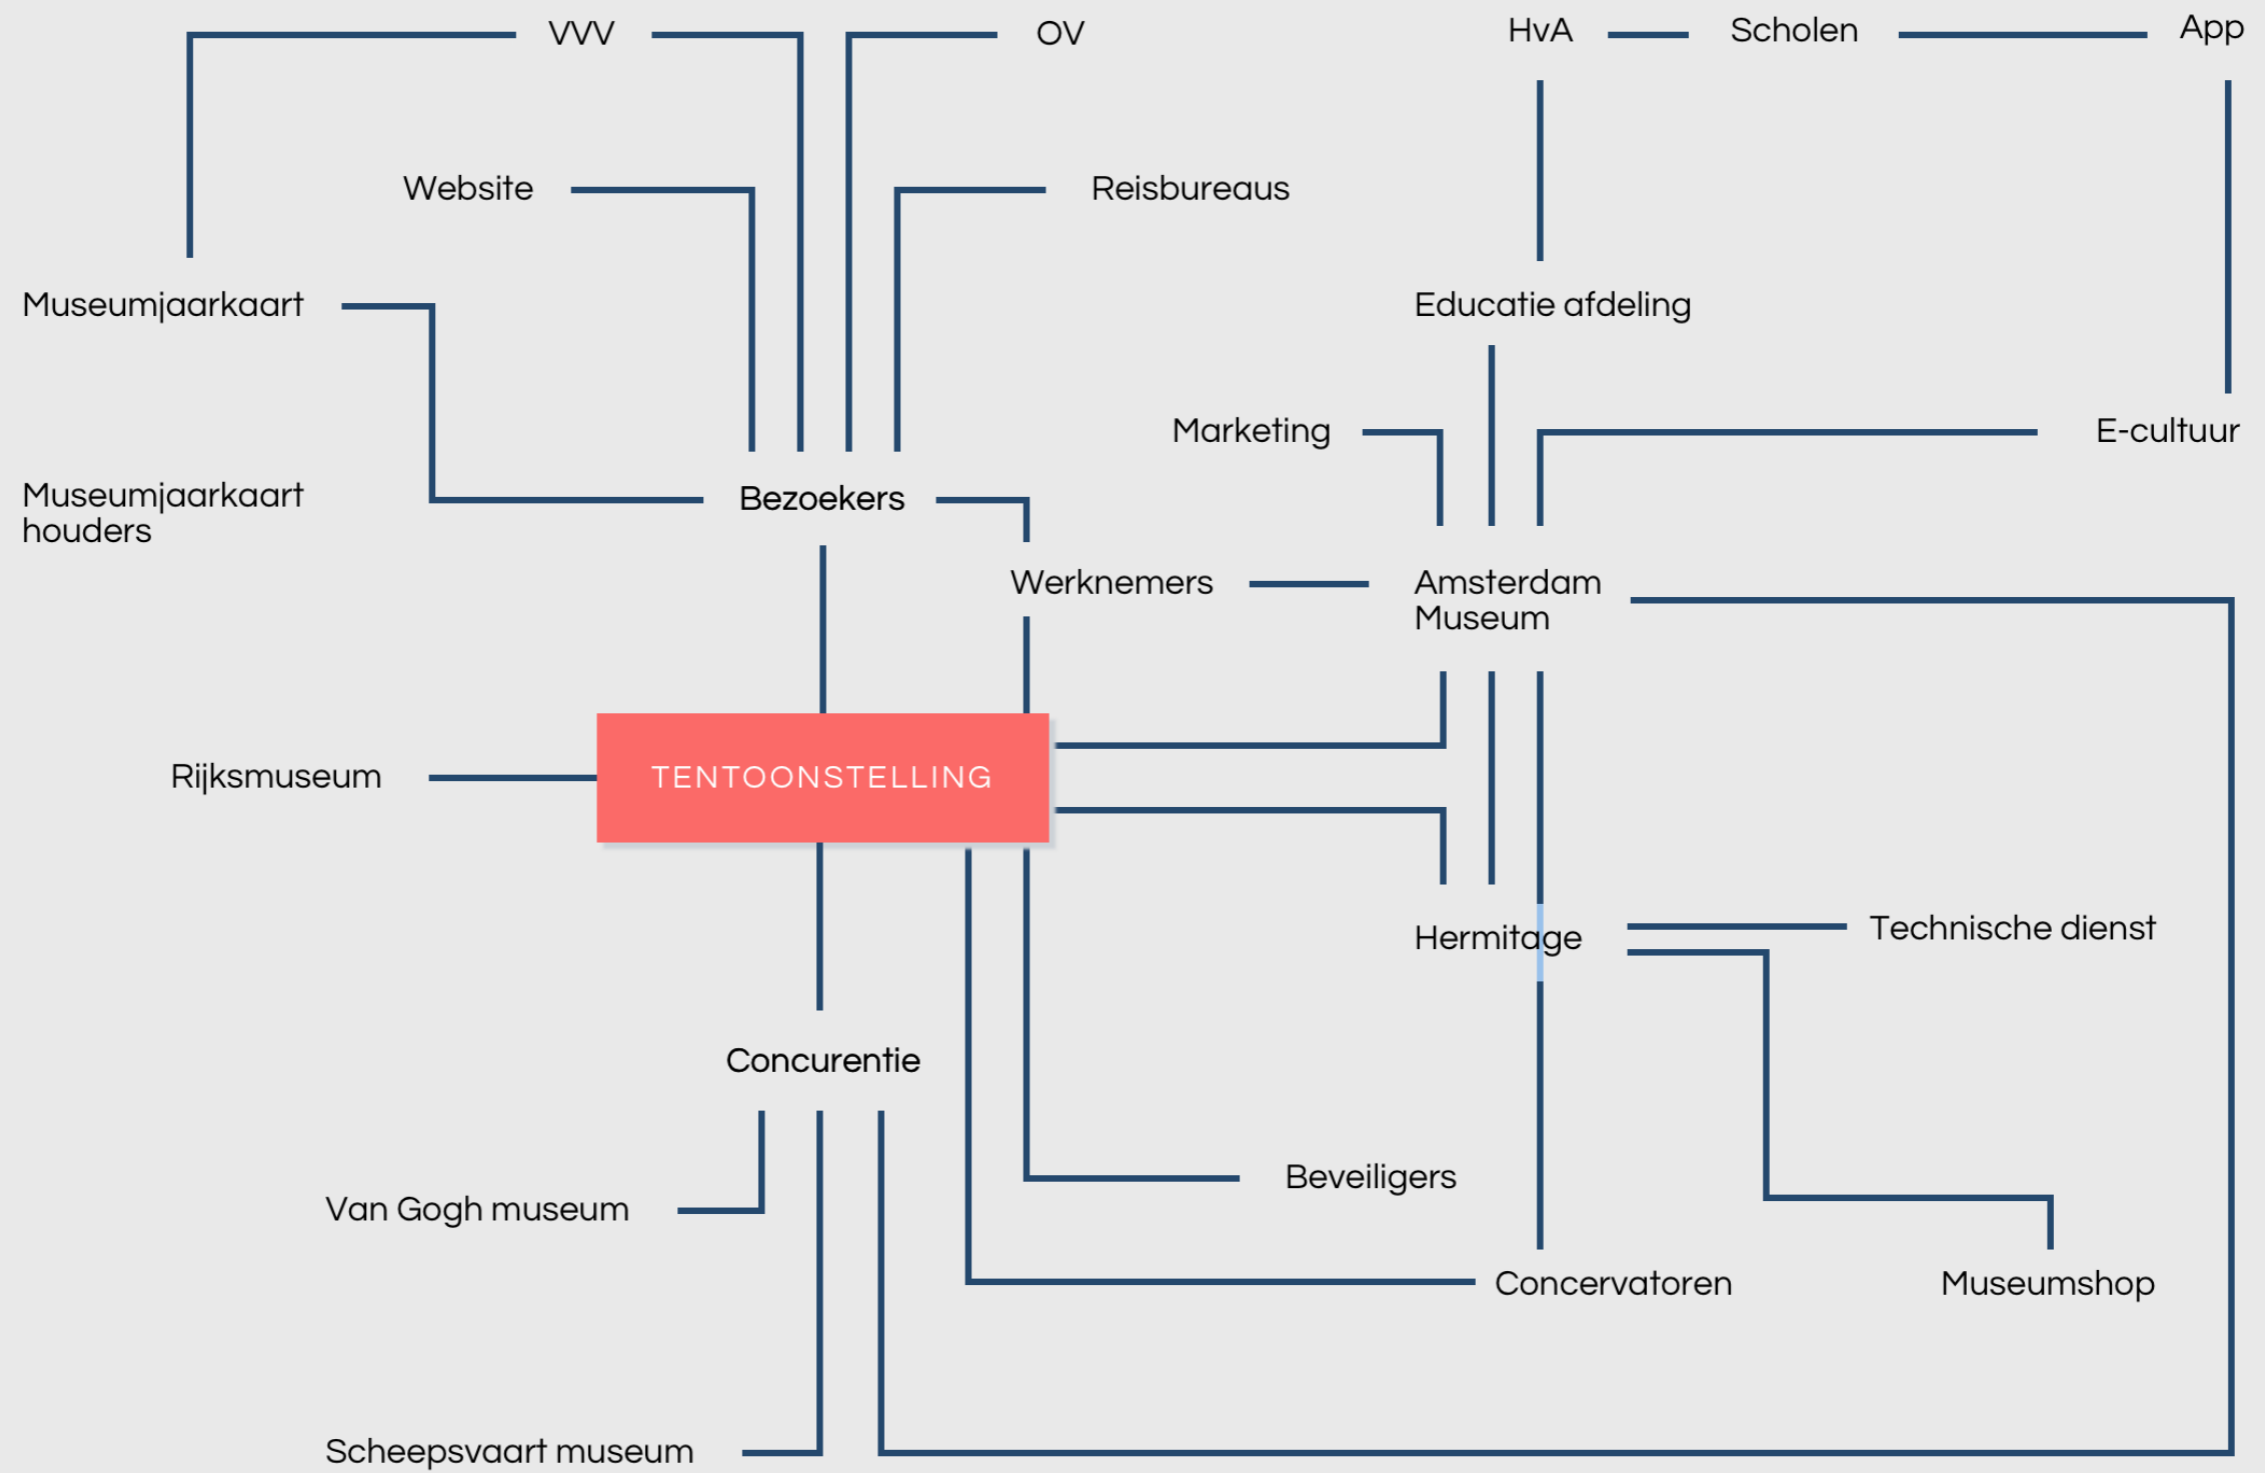 VVV
OV
HvA
Scholen
App
Website
Reisbureaus
Museumjaarkaart
Educatie afdeling
Marketing
E-cultuur
Museumjaarkaart
houders
Bezoekers
Werknemers
Amsterdam
Museum
Rijksmuseum
TENTOONSTELLING
Hermitage
Technische dienst
Concurentie
Beveiligers
Van Gogh museum
Concervatoren
Museumshop
Scheepsvaart museum